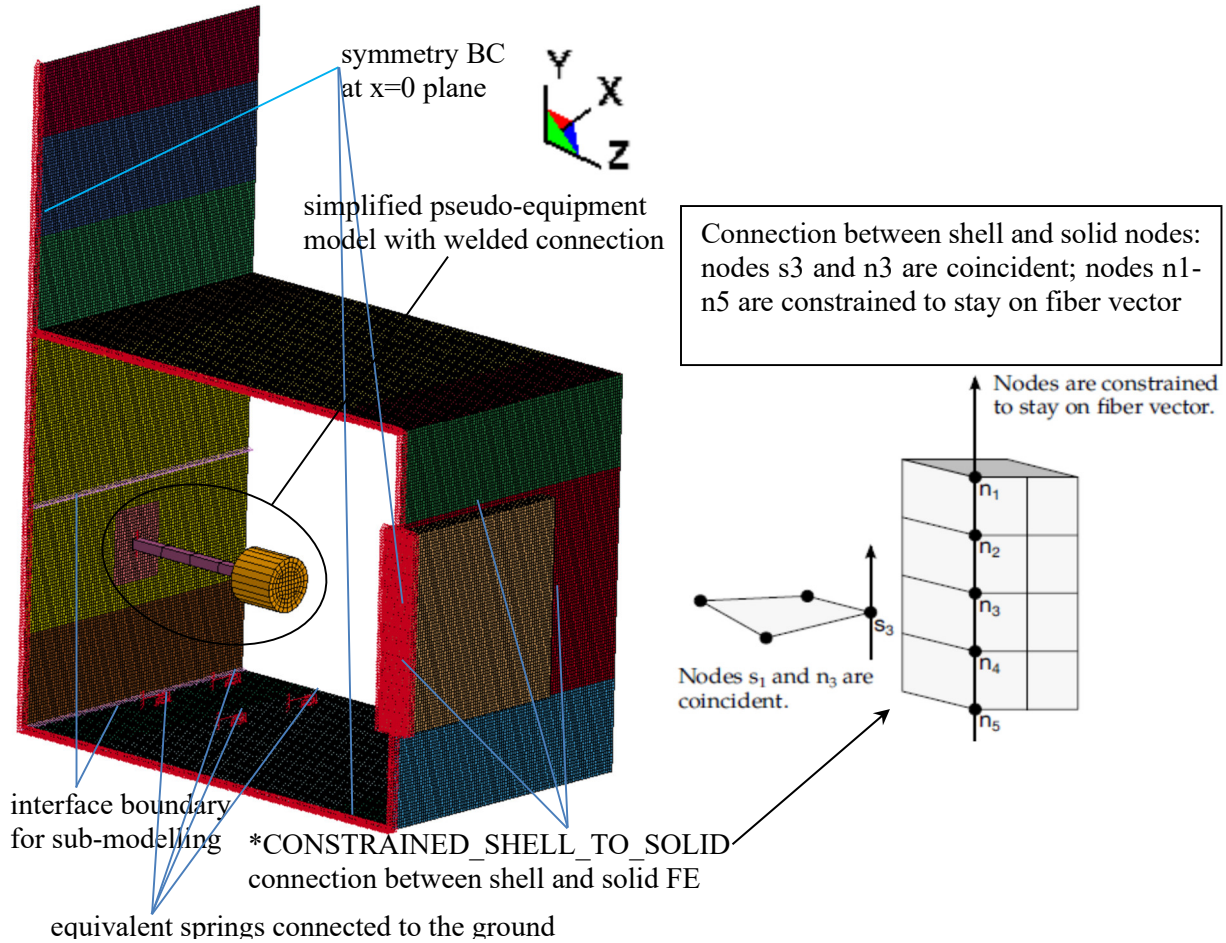 symmetry BC
at x=0 plane
Y
X
Z
simplified pseudo-equipment
model with welded connection
Connection between shell and solid nodes:
nodes s3 and n3 are coincident; nodes n1-
n5 are constrained to stay on fiber vector
Nodes are constrained
to stay on fiber vector.
n1
n2
n3
n4
n5
s3
Nodes s1 and n3 are
coincident.
interface boundary
for sub-modelling
*CONSTRAINED_SHELL_TO_SOLID
connection between shell and solid FE
equivalent springs connected to the ground